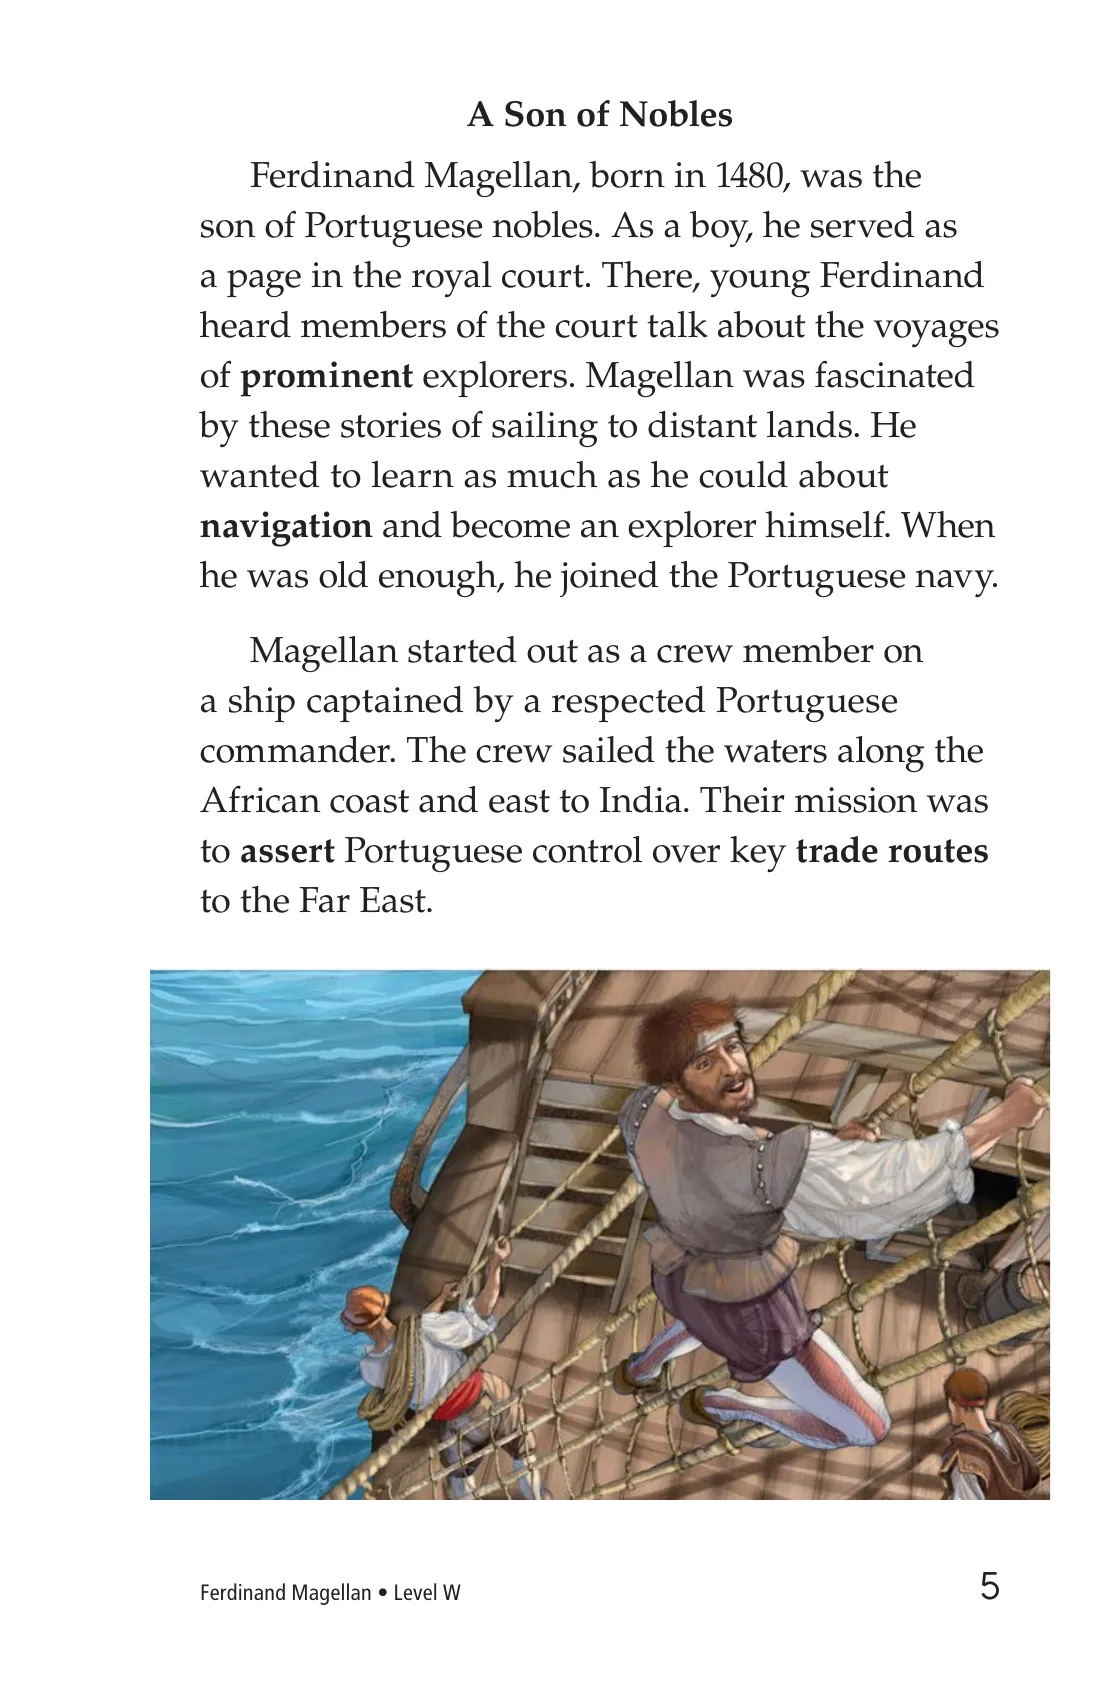 A Son of Nobles
Ferdinand Magellan, born in 1480, was the
son of Portuguese nobles. As a boy, he served as
a page in the royal court. There, young Ferdinand
heard members of the court talk about the voyages
of prominent explorers. Magellan was fascinated
by these stories of sailing to distant lands. He
wanted to learn as much as he could about
navigation and become an explorer himself. When
he was old enough, he joined the Portuguese navy.
Magellan started out as a crew member on
a ship captained by a respected Portuguese
commander. The crew sailed the waters along the
African coast and east to India. Their mission was
to assert Portuguese control over key trade routes
to the Far East.
Ferdinand Magellan • Level W
5